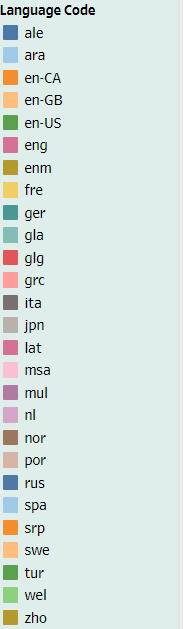 Language Code
ale
ara
en-CA
en-GB
en-US
eng
enm
fre
ger
gla
glg
grc
ita
jpn
lat
msa
mul
nl
nor
por
rus
spa
srp
swe
tur
wel
zho